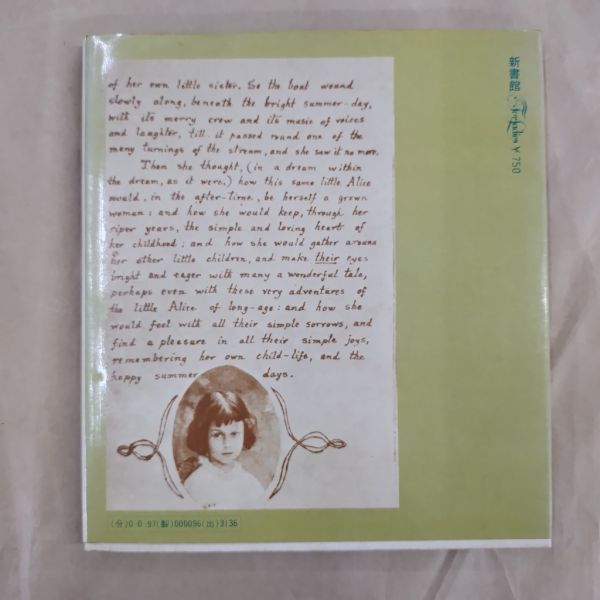 of her own little sister. So the boat wound
slowly along, beneath the bright summer-day,
with its merry crew and its music of voices
and laughter, till it passed round one of the
many turnings of the stream, and she saw it no more.
Then she thought, (in a dream within
the dream, as it were,) how this same little Alice
would, in the after-time, be herself a grown
woman: and how she would keep, through her
riper years, the simple and loving heart of
her childhood: and how she would gather around
her other little children, and make their eyes
bright and eager with many a wonderful tale,
perhaps even with these very adventures of
the little Alice of long-ago: and how she
would feel with all their simple sorrows, and
find a pleasure in all their simple joys,
remembering her own child-life, and the
happy summer days.
新書館
¥750
(分)0-0-97(製)000096(出)3136